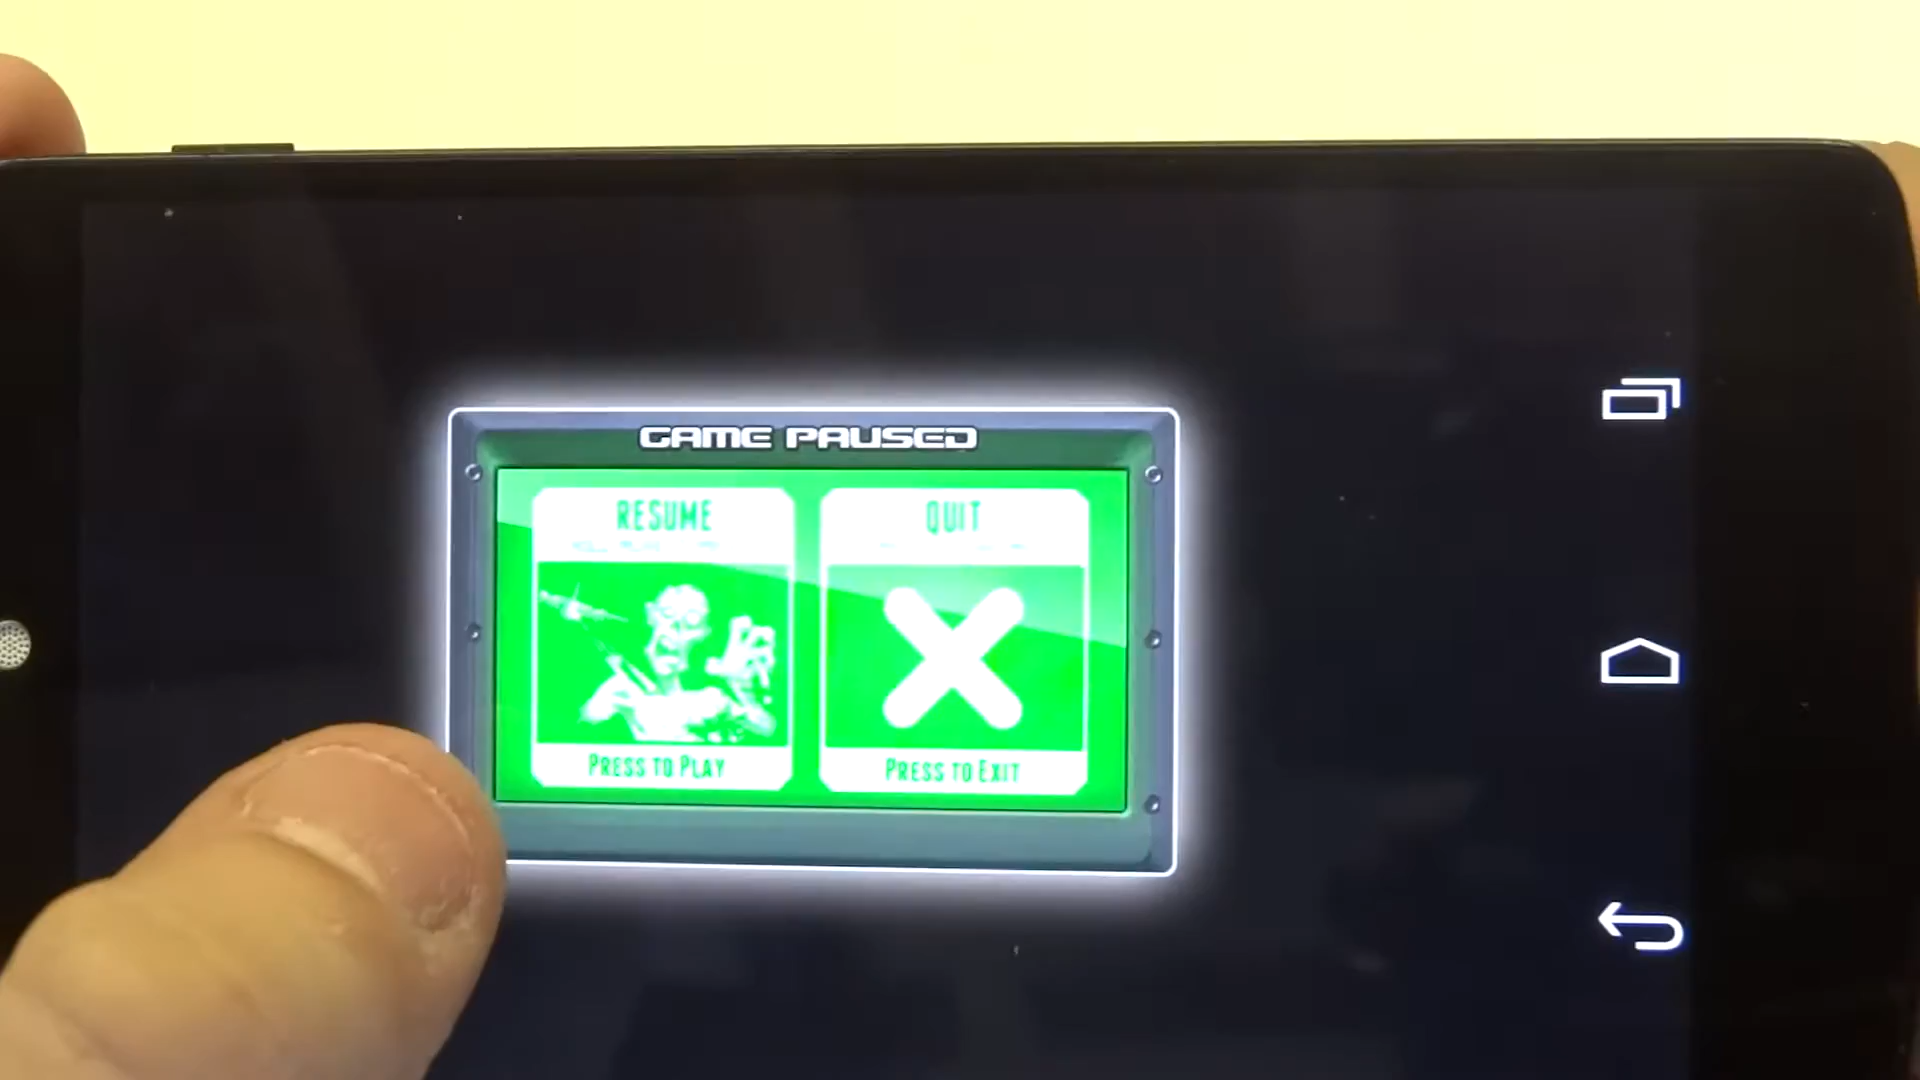 GAME PAUSED
RESUME
QUIT
PRESS TO PLAY
PRESS TO EXIT